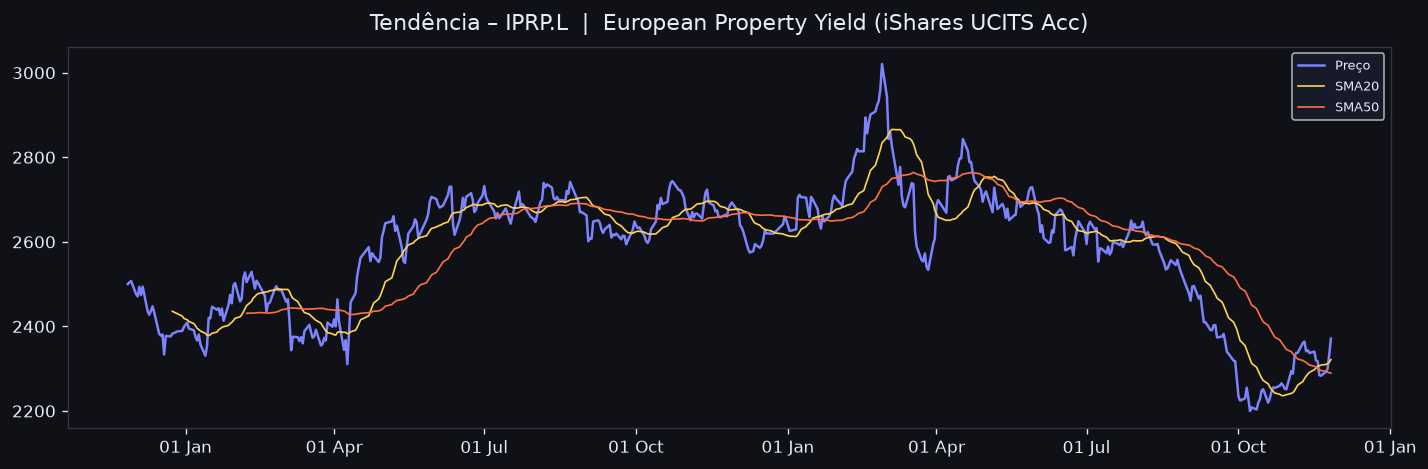 Tendência – IPRP.L | European Property Yield (iShares UCITS Acc)
Preço
SMA20
SMA50
3000
2800
2600
2400
2200
01 Jan
01 Apr
01 Jul
01 Oct
01 Jan
01 Apr
01 Jul
01 Oct
01 Jan